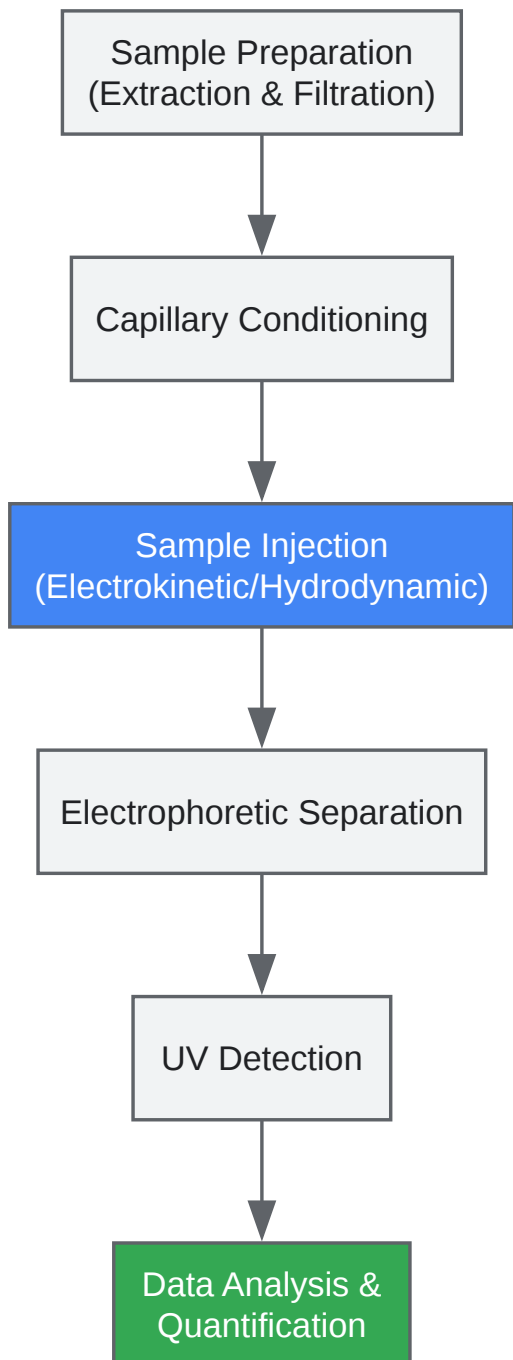 Sample Preparation
(Extraction & Filtration)
Capillary Conditioning
Sample Injection
(Electrokinetic/Hydrodynamic)
Electrophoretic Separation
UV Detection
Data Analysis &
Quantification